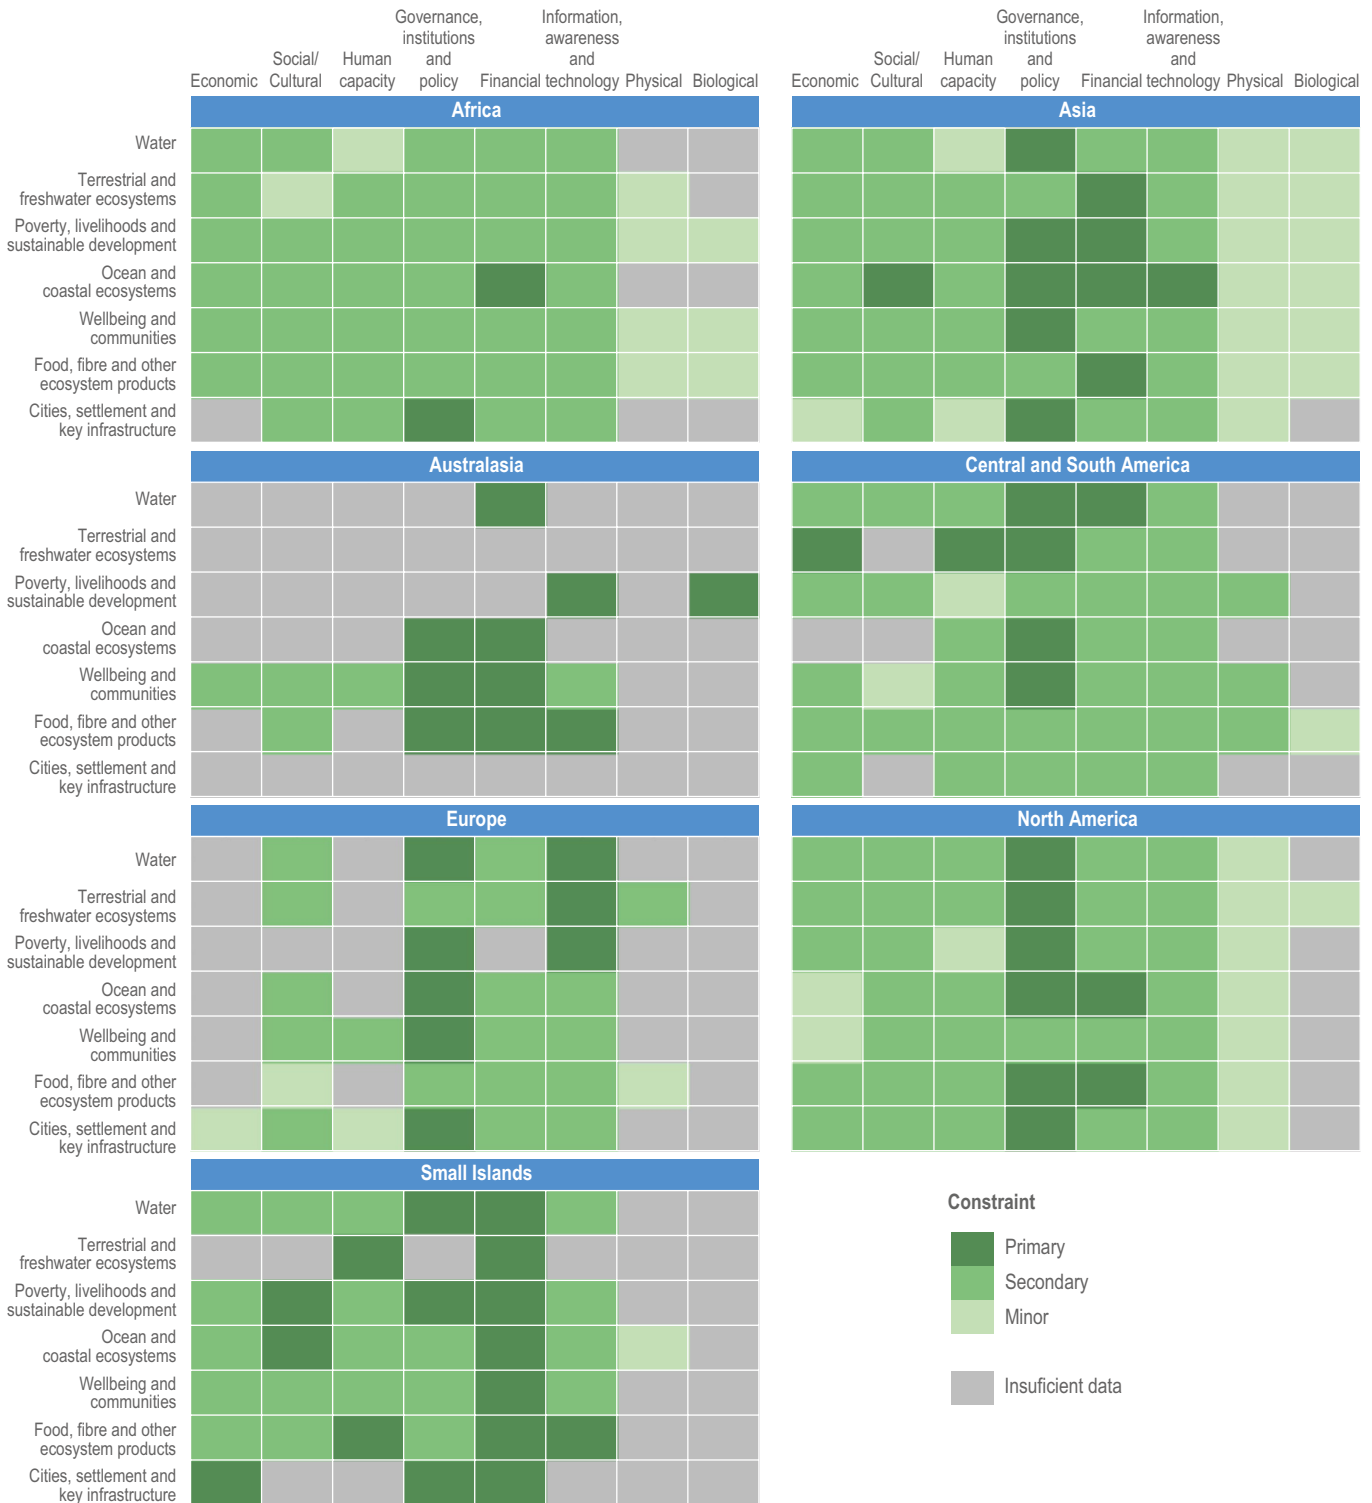 Governance,
institutions
and
policy
Information,
awareness
and
technology
Social/
Cultural
Human
capacity
Economic
Financial
Physical
Biological
Governance,
institutions
and
policy
Information,
awareness
and
technology
Social/
Cultural
Human
capacity
Economic
Financial
Physical
Biological
Africa
Asia
Water
Terrestrial and
freshwater ecosystems
Poverty, livelihoods and
sustainable development
Ocean and
coastal ecosystems
Wellbeing and
communities
Food, fibre and other
ecosystem products
Cities, settlement and
key infrastructure
Australasia
Central and South America
Water
Terrestrial and
freshwater ecosystems
Poverty, livelihoods and
sustainable development
Ocean and
coastal ecosystems
Wellbeing and
communities
Food, fibre and other
ecosystem products
Cities, settlement and
key infrastructure
Europe
North America
Water
Terrestrial and
freshwater ecosystems
Poverty, livelihoods and
sustainable development
Ocean and
coastal ecosystems
Wellbeing and
communities
Food, fibre and other
ecosystem products
Cities, settlement and
key infrastructure
Small Islands
Water
Terrestrial and
freshwater ecosystems
Poverty, livelihoods and
sustainable development
Ocean and
coastal ecosystems
Wellbeing and
communities
Food, fibre and other
ecosystem products
Cities, settlement and
key infrastructure
Constraint
Primary
Secondary
Minor
Insuficient data